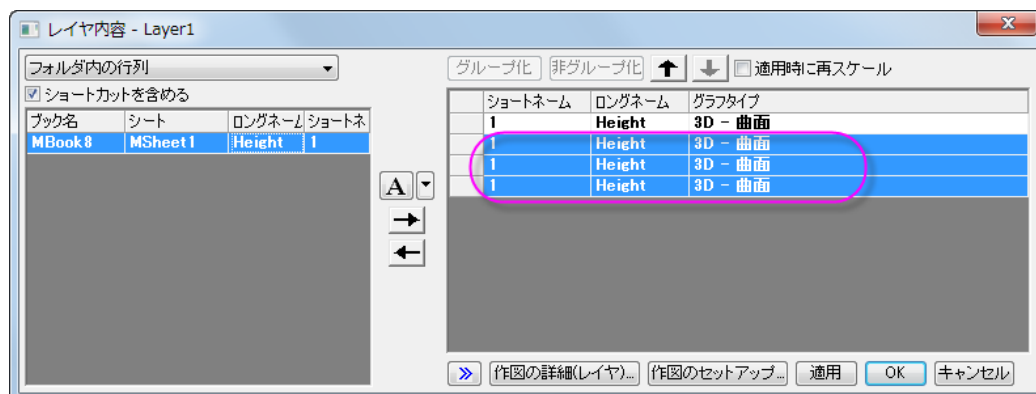 レイヤ内容 - Layer1
フォルダ内の行列
グループ化 非グループ化 適用時に再スケール
ショートカットを含める
ブック名 シート ロングネーム ショートネ
MBook8 MSheet1 Height 1
ショートネーム ロングネーム グラフタイプ
1 Height 3D - 曲面
1 Height 3D - 曲面
1 Height 3D - 曲面
1 Height 3D - 曲面
A
作図の詳細(レイヤ)... 作図のセットアップ... 適用 OK キャンセル